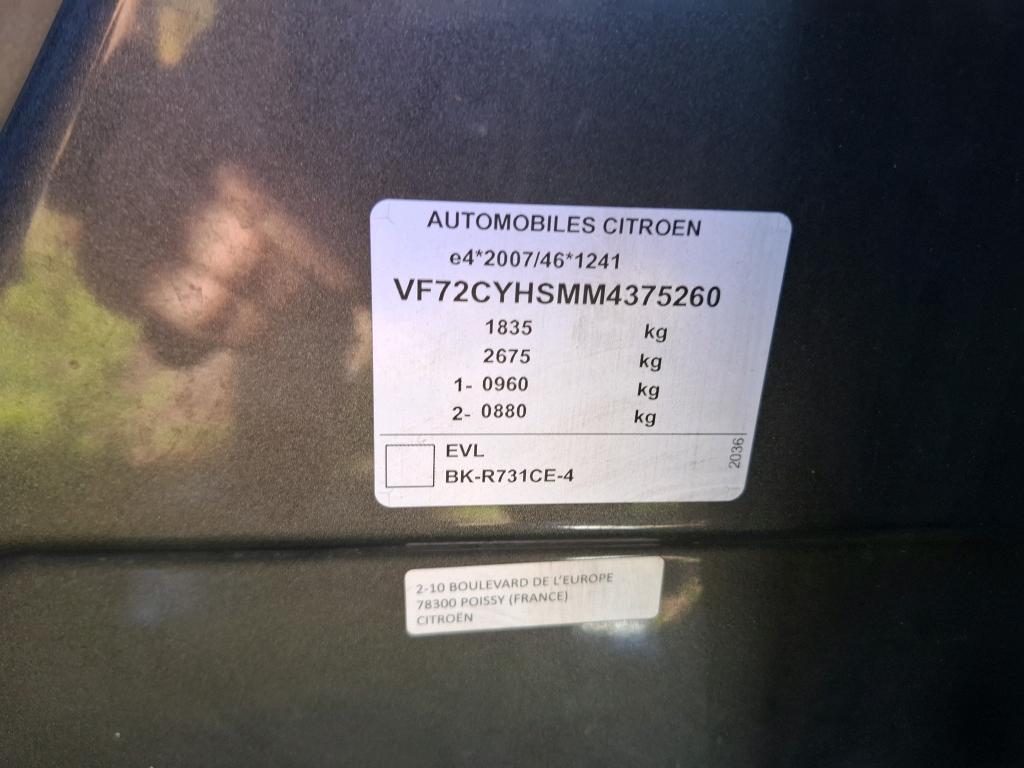 AUTOMOBILES CITROEN
e4*2007/46*1241
VF72CYHSMM4375260
1835 kg
2675 kg
1- 0960 kg
2- 0880 kg
EVL
BK-R731CE-4
2036
2-10 BOULEVARD DE L'EUROPE
78300 POISSY (FRANCE)
CITROËN